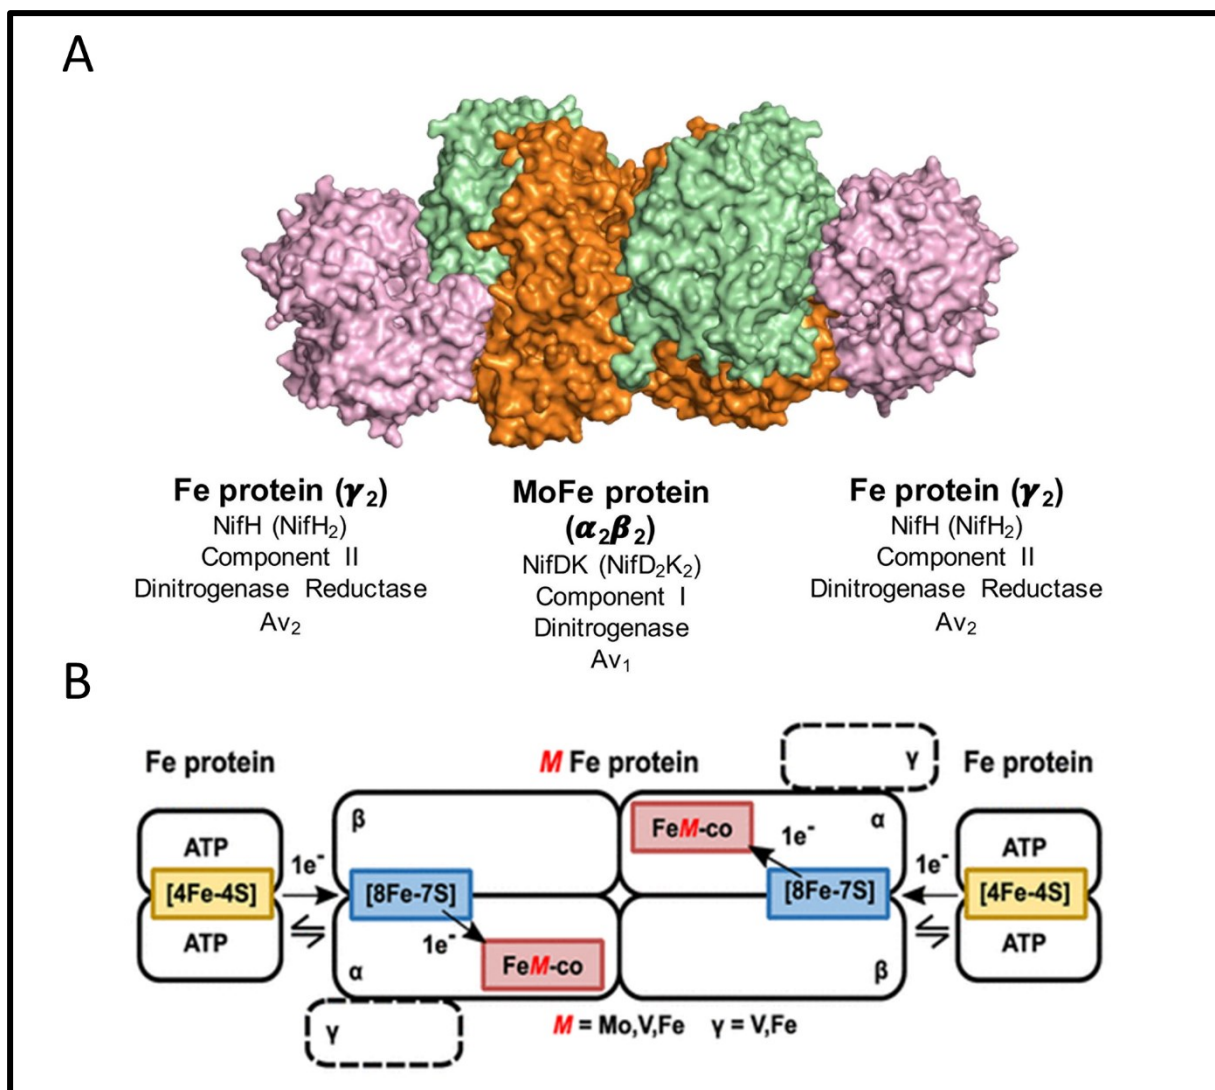 A
Fe protein (γ₂)
NifH (NifH₂)
Component II
Dinitrogenase Reductase
Av₂
MoFe protein
(α₂β₂)
NifDK (NifD₂K₂)
Component I
Dinitrogenase
Av₁
Fe protein (γ₂)
NifH (NifH₂)
Component II
Dinitrogenase Reductase
Av₂
B
Fe protein
M Fe protein
γ
Fe protein
ATP
[4Fe-4S]
ATP
1e⁻
β
[8Fe-7S]
1e⁻
α
FeM-co
γ
FeM-co
1e⁻
α
[8Fe-7S]
β
1e⁻
ATP
[4Fe-4S]
ATP
M = Mo,V,Fe γ = V,Fe